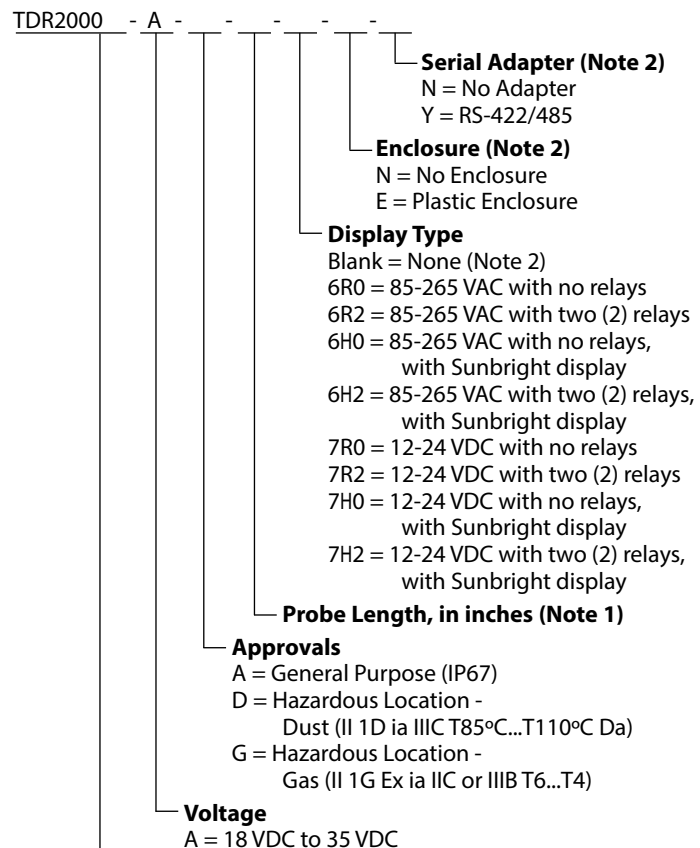 TDR2000 - A - - - - -
Serial Adapter (Note 2)
N = No Adapter
Y = RS-422/485
Enclosure (Note 2)
N = No Enclosure
E = Plastic Enclosure
Display Type
Blank = None (Note 2)
6R0 = 85-265 VAC with no relays
6R2 = 85-265 VAC with two (2) relays
6H0 = 85-265 VAC with no relays,
with Sunbright display
6H2 = 85-265 VAC with two (2) relays,
with Sunbright display
7R0 = 12-24 VDC with no relays
7R2 = 12-24 VDC with two (2) relays
7H0 = 12-24 VDC with no relays,
with Sunbright display
7H2 = 12-24 VDC with two (2) relays,
with Sunbright display
Probe Length, in inches (Note 1)
Approvals
A = General Purpose (IP67)
D = Hazardous Location -
Dust (II 1D ia IIIC T85ºC...T110ºC Da)
G = Hazardous Location -
Gas (II 1G Ex ia IIC or IIIB T6...T4)
Voltage
A = 18 VDC to 35 VDC